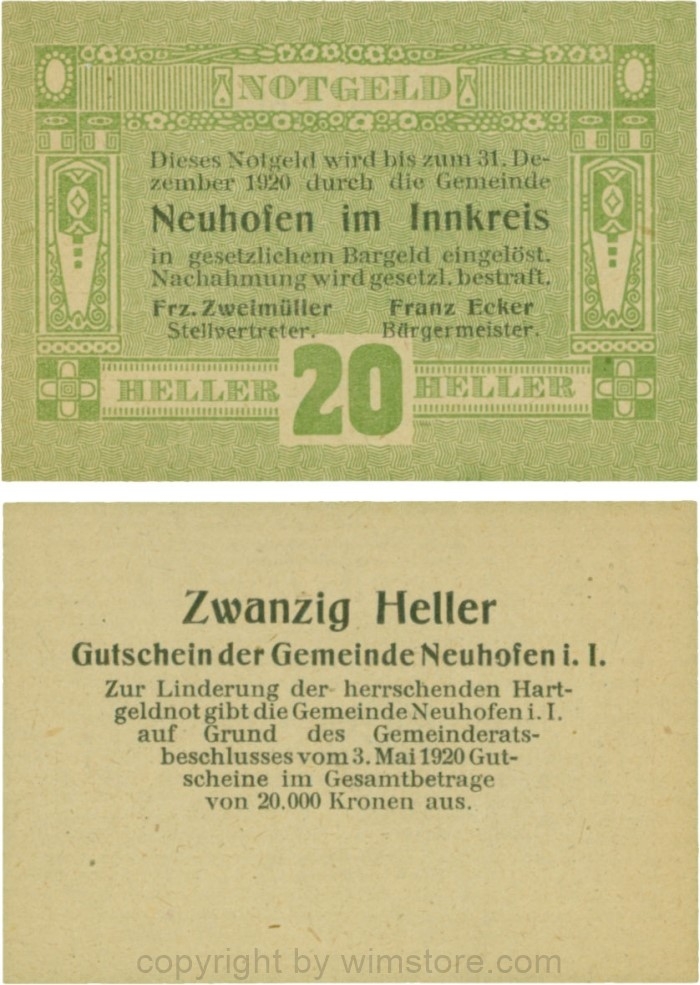 NOTGELD
Dieses Notgeld wird bis zum 31. De-
zember 1920 durch die Gemeinde
Neuhofen im Innkreis
in gesetzlichem Bargeld eingelöst.
Nachahmung wird gesetzl. bestraft.
Frz. Zweimüller Franz Ecker
Stellvertreter. Bürgermeister.
HELLER 20 HELLER
Zwanzig Heller
Gutschein der Gemeinde Neuhofen i. I.
Zur Linderung der herrschenden Hart-
geldnot gibt die Gemeinde Neuhofen i. I.
auf Grund des Gemeinderats-
beschlusses vom 3. Mai 1920 Gut-
scheine im Gesamtbetrage
von 20.000 Kronen aus.
copyright by wimstore.com